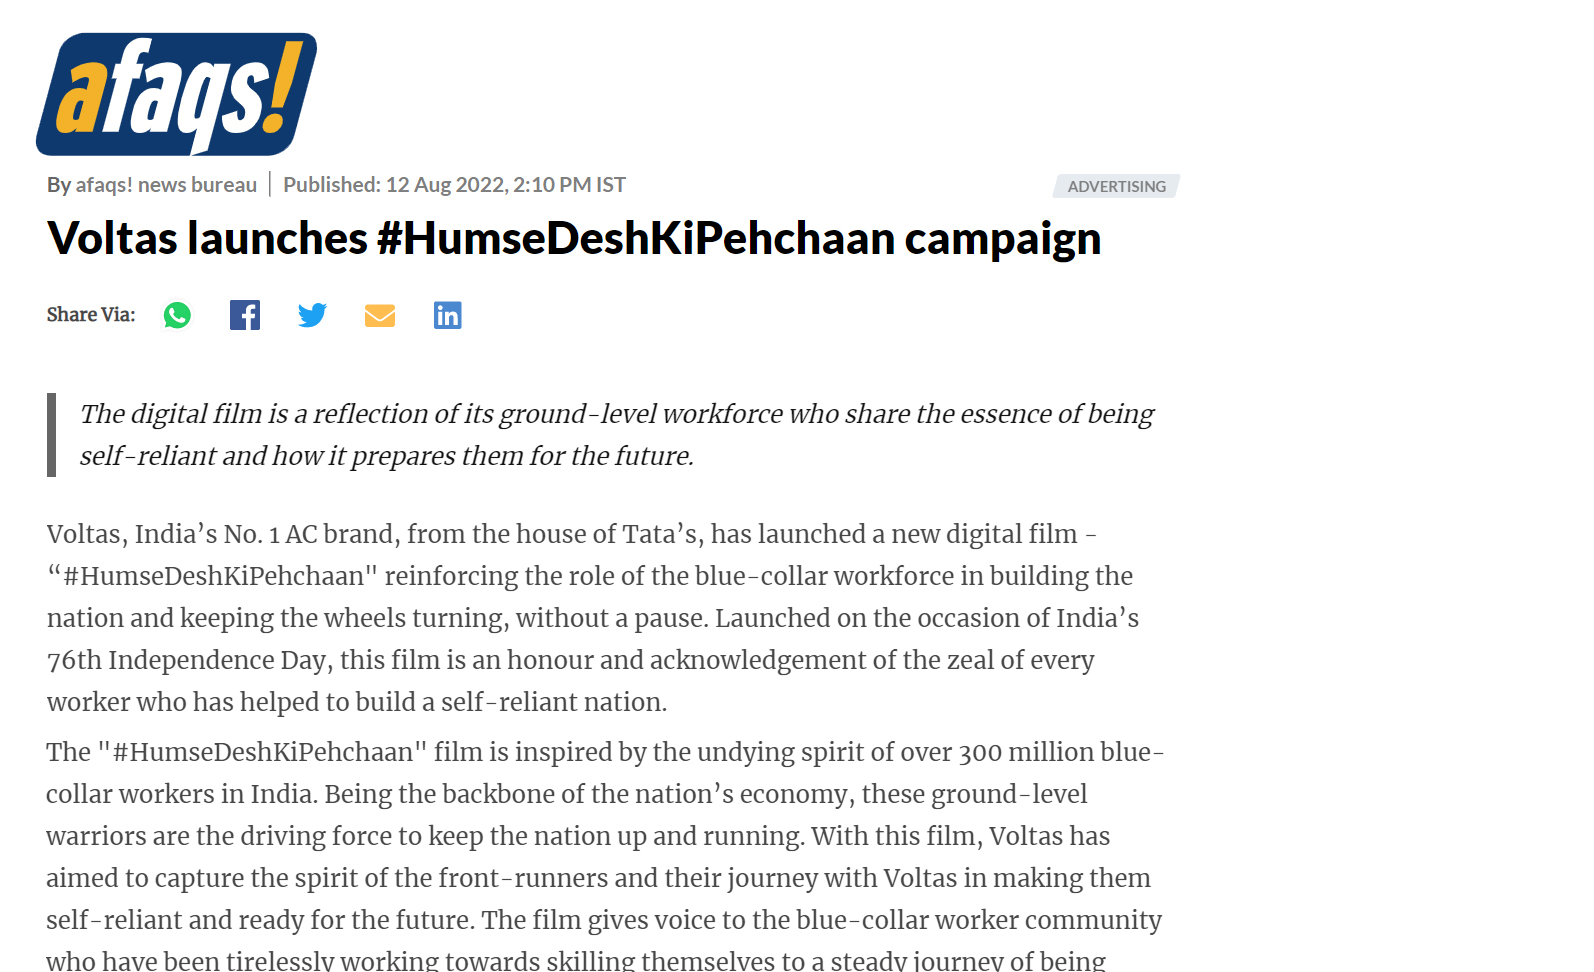 afaqs!
By afaqs! news bureau | Published: 12 Aug 2022, 2:10 PM IST
ADVERTISING
Voltas launches #HumseDeshKiPehchaan campaign
Share Via:
The digital film is a reflection of its ground-level workforce who share the essence of being
self-reliant and how it prepares them for the future.
Voltas, India’s No. 1 AC brand, from the house of Tata’s, has launched a new digital film -
“#HumseDeshKiPehchaan" reinforcing the role of the blue-collar workforce in building the
nation and keeping the wheels turning, without a pause. Launched on the occasion of India’s
76th Independence Day, this film is an honour and acknowledgement of the zeal of every
worker who has helped to build a self-reliant nation.
The "#HumseDeshKiPehchaan" film is inspired by the undying spirit of over 300 million blue-
collar workers in India. Being the backbone of the nation’s economy, these ground-level
warriors are the driving force to keep the nation up and running. With this film, Voltas has
aimed to capture the spirit of the front-runners and their journey with Voltas in making them
self-reliant and ready for the future. The film gives voice to the blue-collar worker community
who have been tirelessly working towards skilling themselves to a steady journey of being